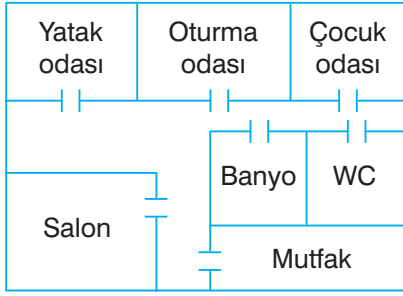 Yatak
odası
Oturma
odası
Çocuk
odası
Banyo
WC
Salon
Mutfak